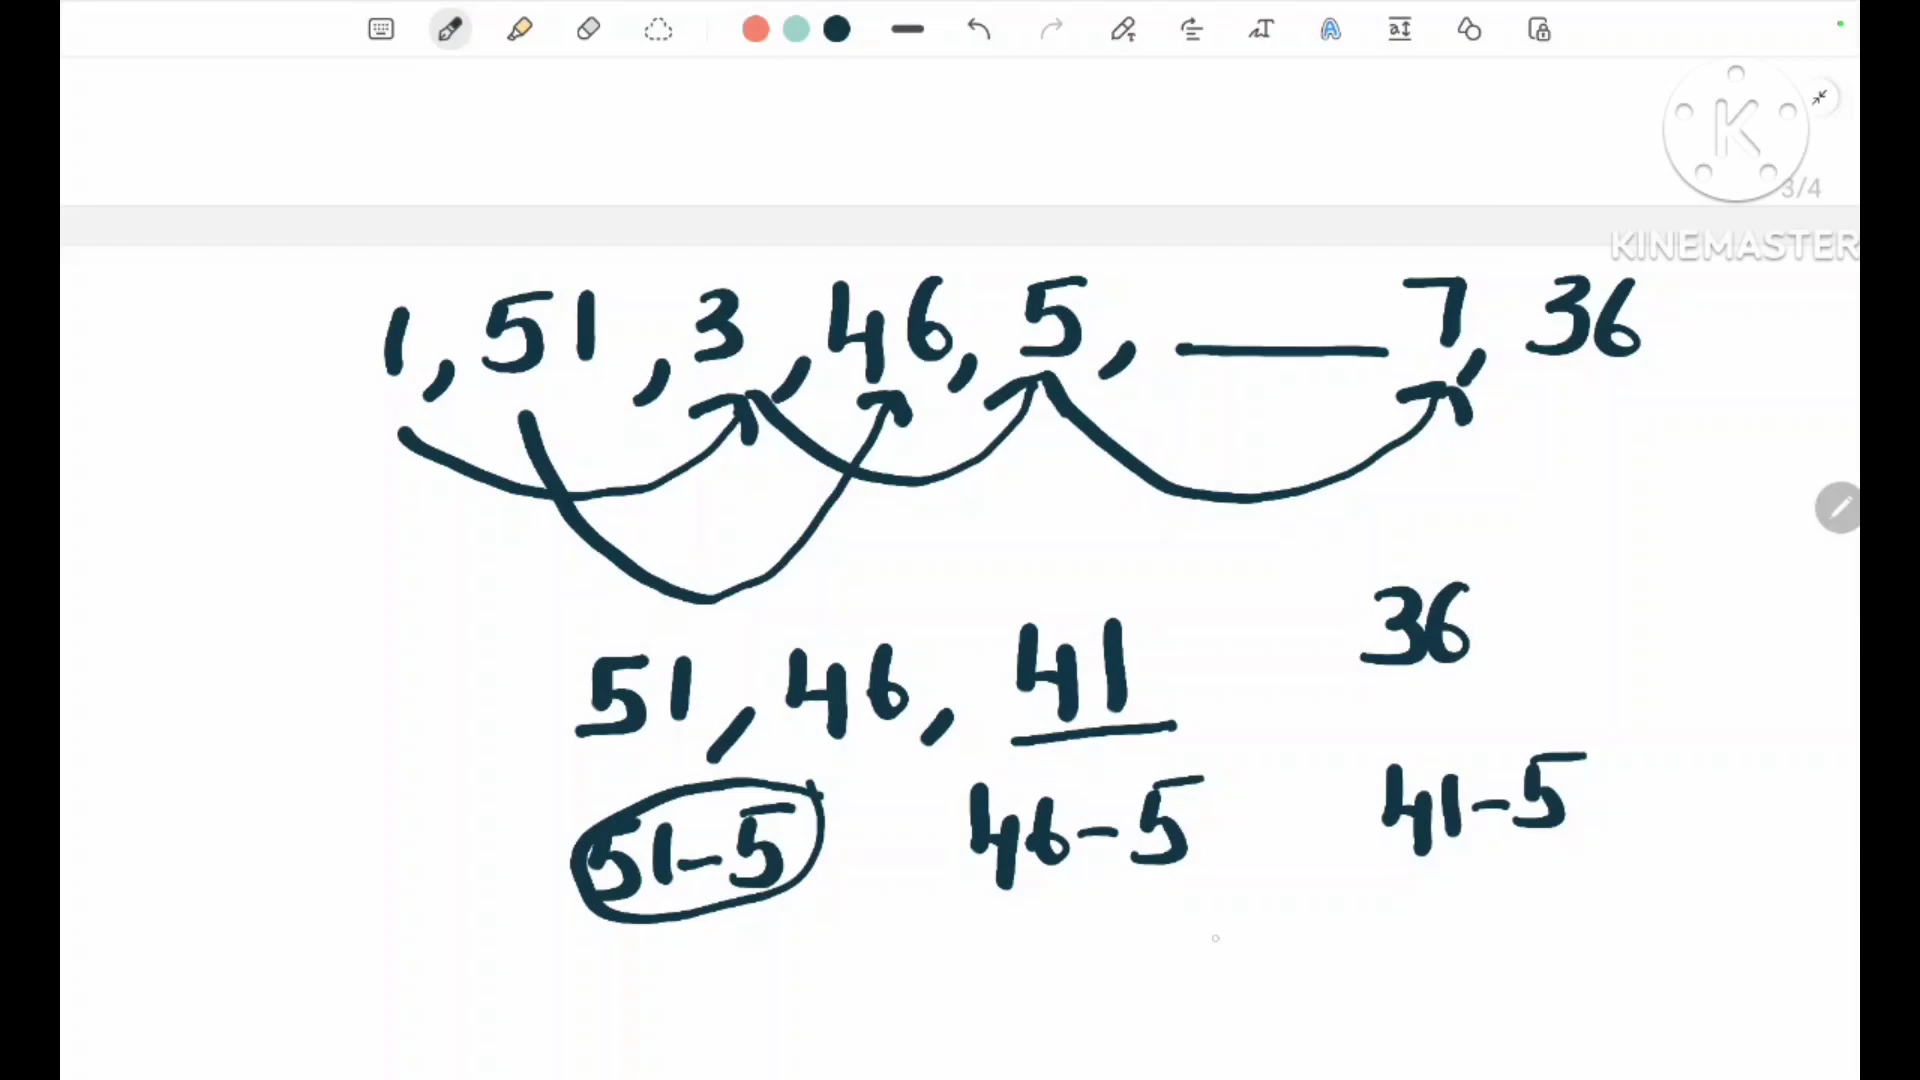 3/4
KINEMASTER
1, 51, 3, 46, 5, ____ 7, 36
36
51, 46, 41
51-5 46-5 41-5